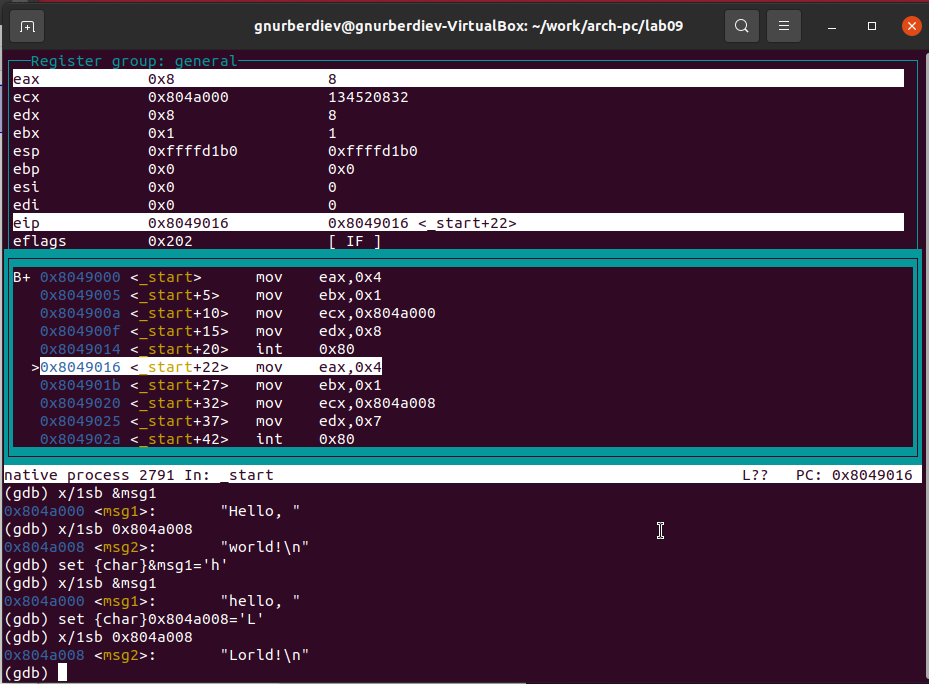 gnurberdiev@gnurberdiev-VirtualBox: ~/work/arch-pc/lab09
Register group: general
eax 0x8 8
ecx 0x804a000 134520832
edx 0x8 8
ebx 0x1 1
esp 0xffffd1b0 0xffffd1b0
ebp 0x0 0x0
esi 0x0 0
edi 0x0 0
eip 0x8049016 0x8049016 <_start+22>
eflags 0x202 [ IF ]
B+ 0x8049000 <_start> mov eax,0x4
0x8049005 <_start+5> mov ebx,0x1
0x804900a <_start+10> mov ecx,0x804a000
0x804900f <_start+15> mov edx,0x8
0x8049014 <_start+20> int 0x80
>0x8049016 <_start+22> mov eax,0x4
0x804901b <_start+27> mov ebx,0x1
0x8049020 <_start+32> mov ecx,0x804a008
0x8049025 <_start+37> mov edx,0x7
0x804902a <_start+42> int 0x80
native process 2791 In: _start L?? PC: 0x8049016
(gdb) x/1sb &msg1
0x804a000 <msg1>: "Hello, "
(gdb) x/1sb 0x804a008
0x804a008 <msg2>: "world!\n"
(gdb) set {char}&msg1='h'
(gdb) x/1sb &msg1
0x804a000 <msg1>: "hello, "
(gdb) set {char}0x804a008='L'
(gdb) x/1sb 0x804a008
0x804a008 <msg2>: "Lorld!\n"
(gdb)